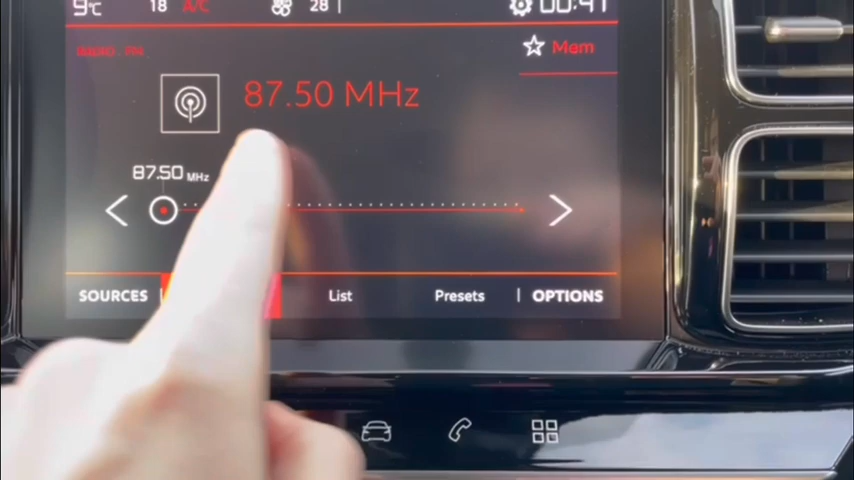 9°C 18 A/C 28 00:41
Mem
87.50 MHz
87.50 MHz
SOURCES List Presets OPTIONS